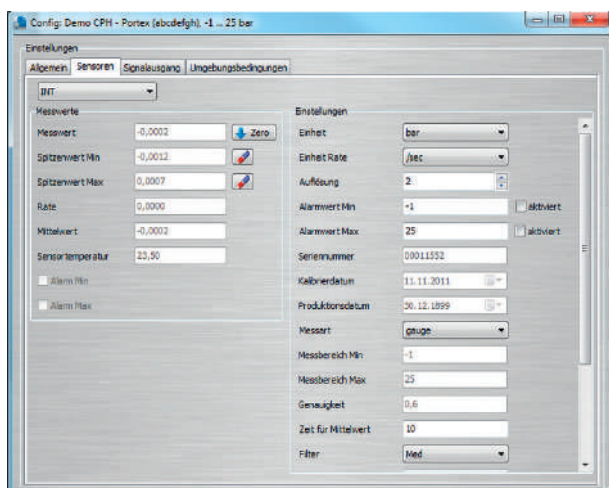 Config: Demo CPH - Portex (abcdefgh), -1 ... 25 bar
Einstellungen
Allgemein Sensoren Signalausgang Umgebungsbedingungen
INT
Messwerte
Messwert -0,0002 Zero
Spitzenwert Min -0,0012
Spitzenwert Max 0,0007
Rate 0,0000
Mittelwert -0,0002
Sensortemperatur 23,50
Alarm Min
Alarm Max
Einstellungen
Einheit bar
Einheit Rate /sec
Auflösung 2
Alarmwert Min -1 aktiviert
Alarmwert Max 25 aktiviert
Seriennummer 00011552
Kalibrierdatum 11.11.2011
Produktionsdatum 30.12.1899
Messart gauge
Messbereich Min -1
Messbereich Max 25
Genauigkeit 0,6
Zeit für Mittelwert 10
Filter Med